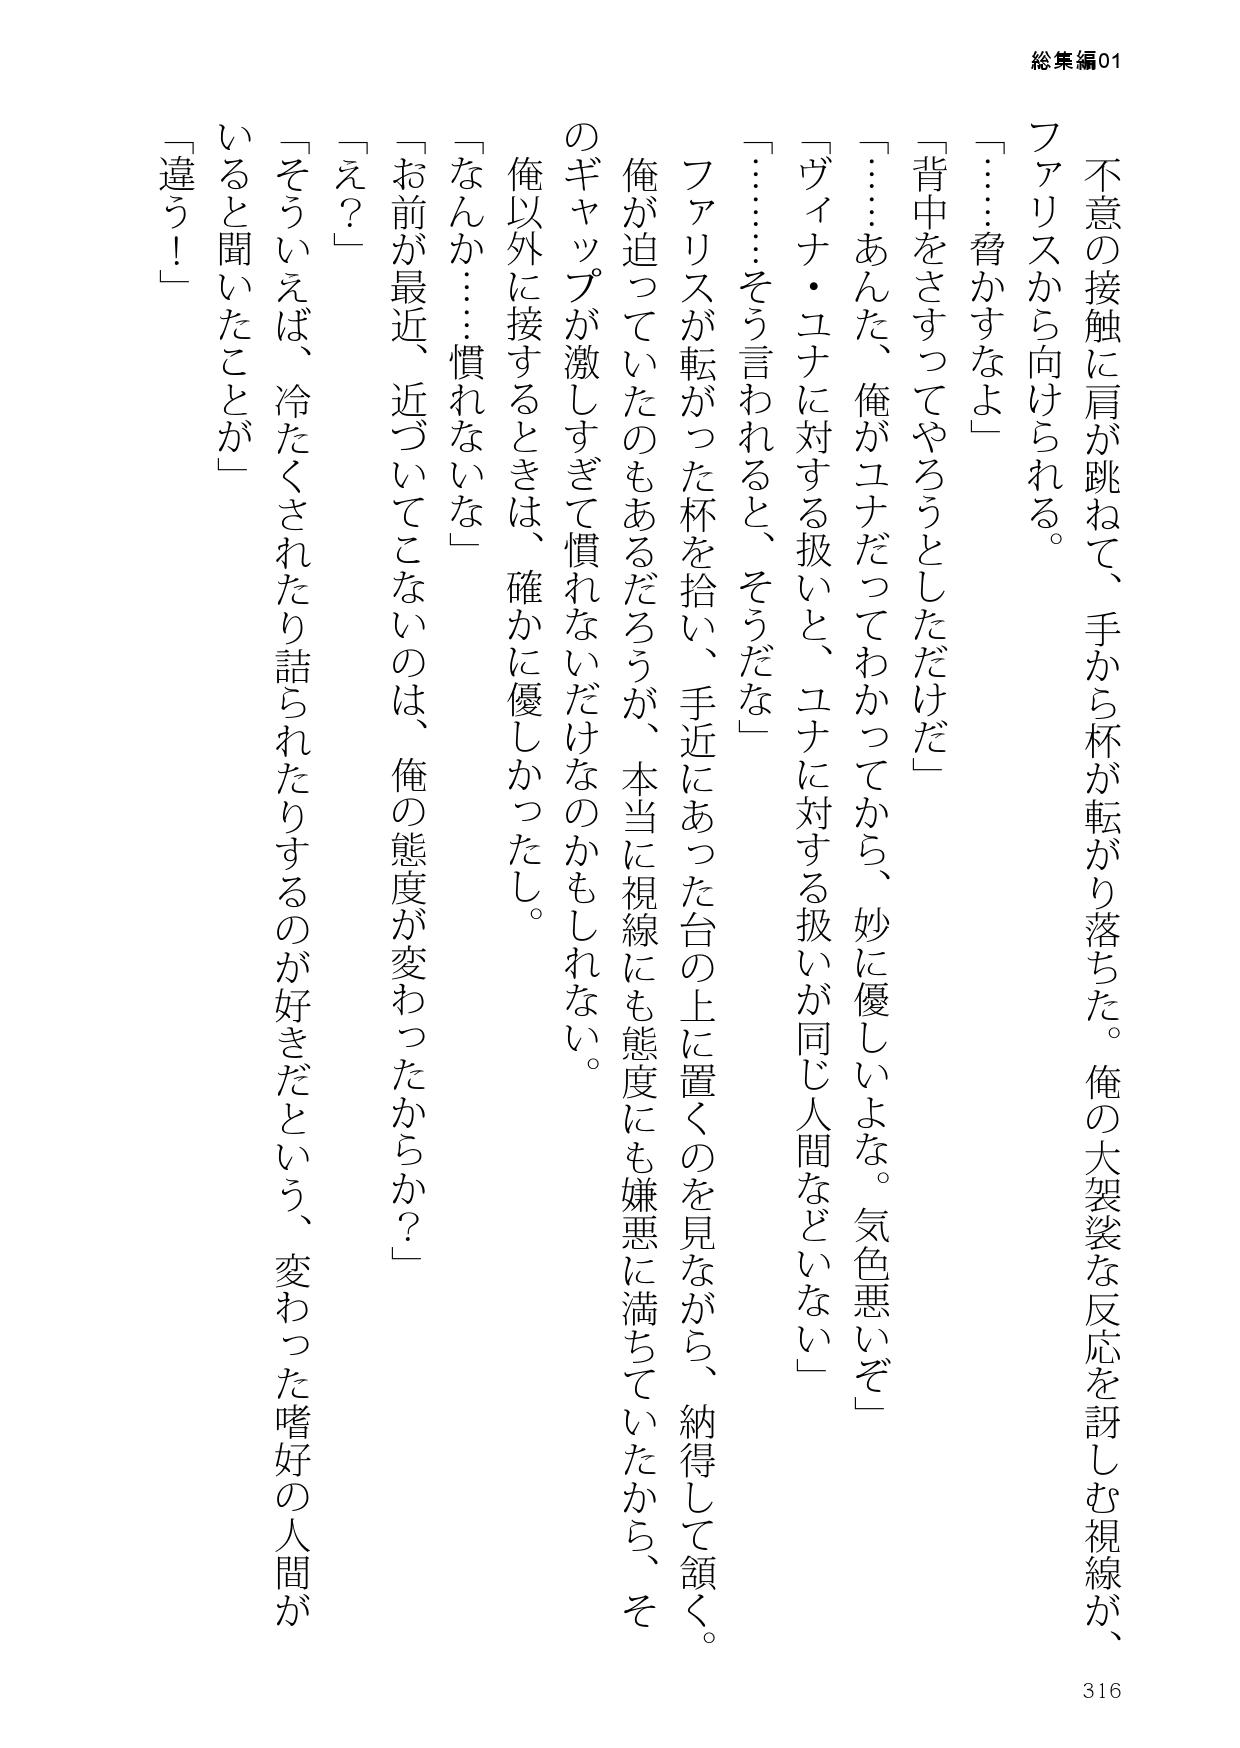 総集編01
　不意の接触に肩が跳ねて、手から杯が転がり落ちた。俺の大袈裟な反応を訝しむ視線が、
ファリスから向けられる。
「……脅かすなよ」
「背中をさすってやろうとしただけだ」
「……あんた、俺がユナだってわかってから、妙に優しいよな。気色悪いぞ」
「ヴィナ・ユナに対する扱いと、ユナに対する扱いが同じ人間などいない」
「………そう言われると、そうだな」
　ファリスが転がった杯を拾い、手近にあった台の上に置くのを見ながら、納得して頷く。
　俺が迫っていたのもあるだろうが、本当に視線にも態度にも嫌悪に満ちていたから、そ
のギャップが激しすぎて慣れないだけなのかもしれない。
　俺以外に接するときは、確かに優しかったし。
「なんか……慣れないな」
「お前が最近、近づいてこないのは、俺の態度が変わったからか？」
「え？」
「そういえば、冷たくされたり詰られたりするのが好きだという、変わった嗜好の人間が
いると聞いたことが」
「違う！」
316